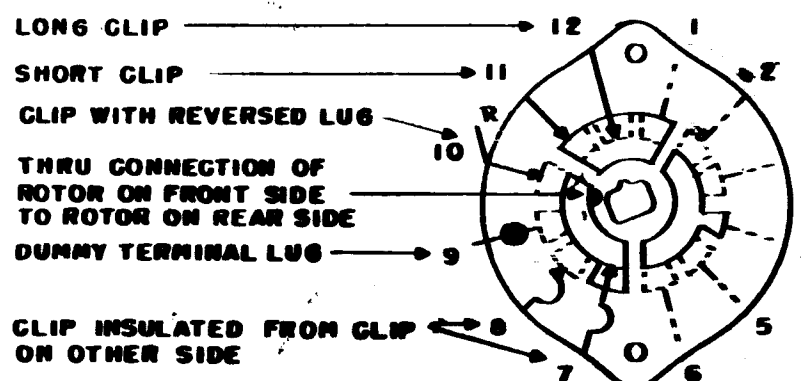 LONG CLIP 12 1
SHORT CLIP 11 2
CLIP WITH REVERSED LUG R
10
THRU CONNECTION OF
ROTOR ON FRONT SIDE
TO ROTOR ON REAR SIDE
DUMMY TERMINAL LUG 9
CLIP INSULATED FROM CLIP 8 5
ON OTHER SIDE
7 6